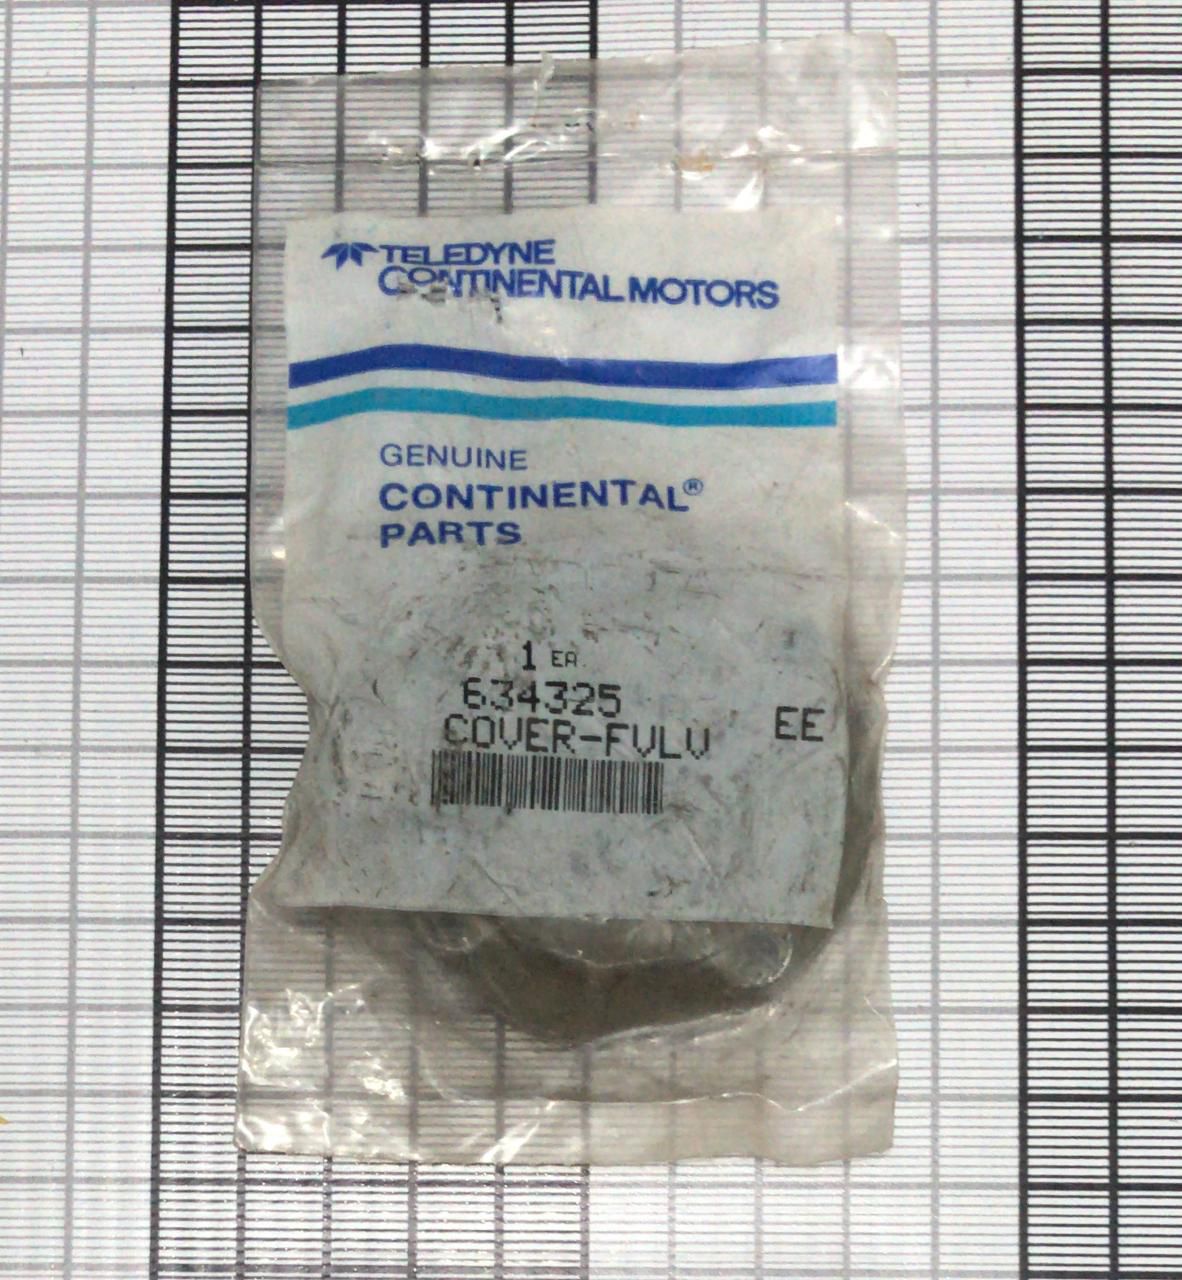 TELEDYNE
CONTINENTAL MOTORS
GENUINE
CONTINENTAL®
PARTS
1 EA.
634325
COVER-FVLV
EE